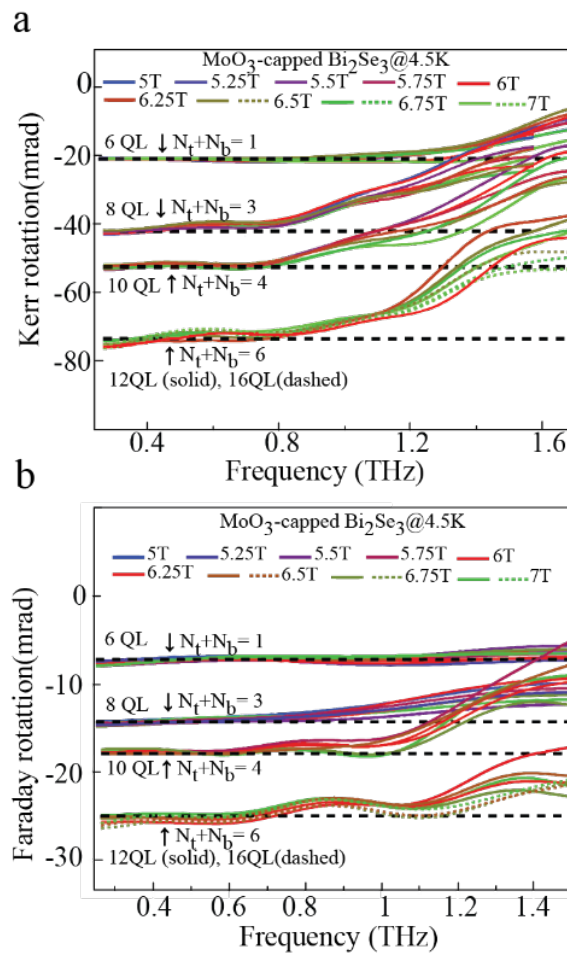 a
MoO3-capped Bi2Se3@4.5K
5T 5.25T 5.5T 5.75T 6T
6.25T 6.5T 6.75T 7T
0
-20
-40
-60
-80
6 QL ↓ Nt+Nb= 1
8 QL ↓ Nt+Nb= 3
10 QL ↑ Nt+Nb= 4
↑ Nt+Nb= 6
12QL (solid), 16QL(dashed)
Kerr rotattion(mrad)
0.4 0.8 1.2 1.6
Frequency (THz)
b
MoO3-capped Bi2Se3@4.5K
5T 5.25T 5.5T 5.75T 6T
6.25T 6.5T 6.75T 7T
0
-10
-20
-30
6 QL ↓ Nt+Nb= 1
8 QL ↓ Nt+Nb= 3
10 QL↑ Nt+Nb= 4
↑ Nt+Nb= 6
12QL (solid), 16QL(dashed)
Faraday rotattion(mrad)
0.4 0.6 0.8 1 1.2 1.4
Frequency (THz)